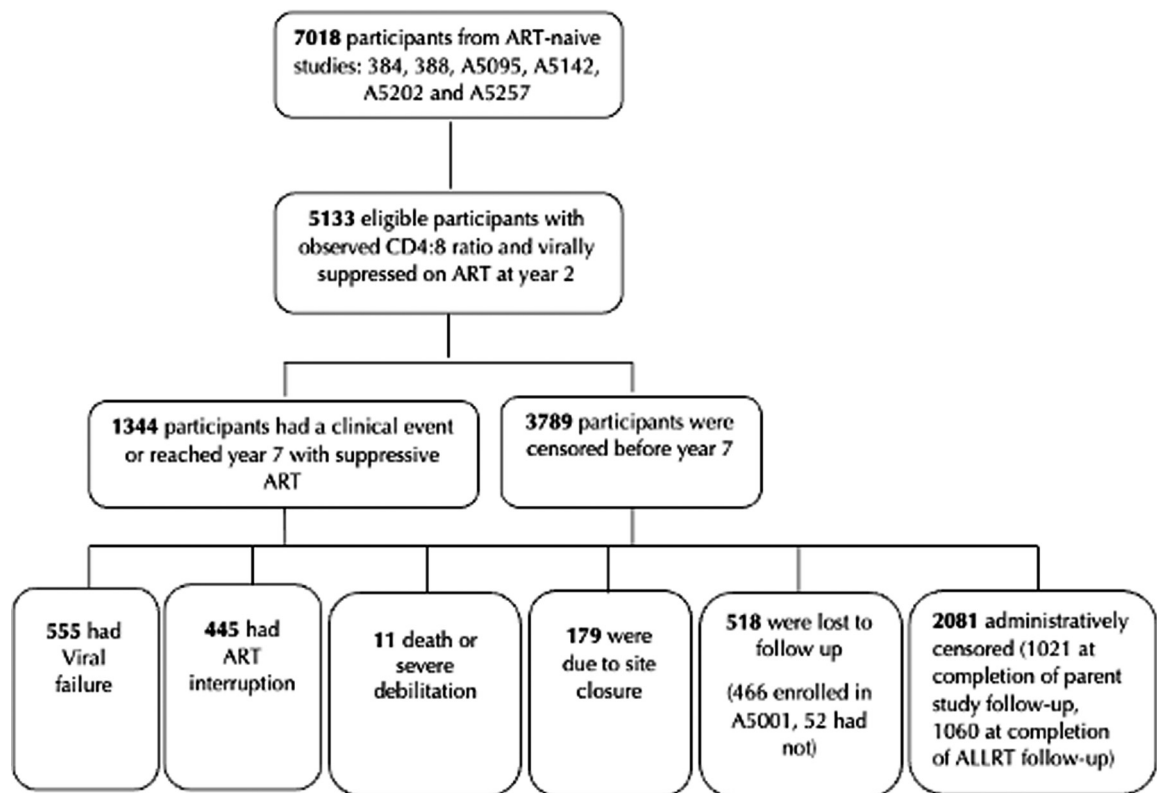 7018 participants from ART-naive
studies: 384, 388, A5095, A5142,
A5202 and A5257
5133 eligible participants with
observed CD4:8 ratio and virally
suppressed on ART at year 2
1344 participants had a clinical event
or reached year 7 with suppressive
ART
3789 participants were
censored before year 7
555 had
Viral
failure
445 had
ART
interruption
11 death or
severe
debilitation
179 were
due to site
closure
518 were lost to
follow up
(466 enrolled in
A5001, 52 had
not)
2081 administratively
censored (1021 at
completion of parent
study follow-up,
1060 at completion
of ALLRT follow-up)